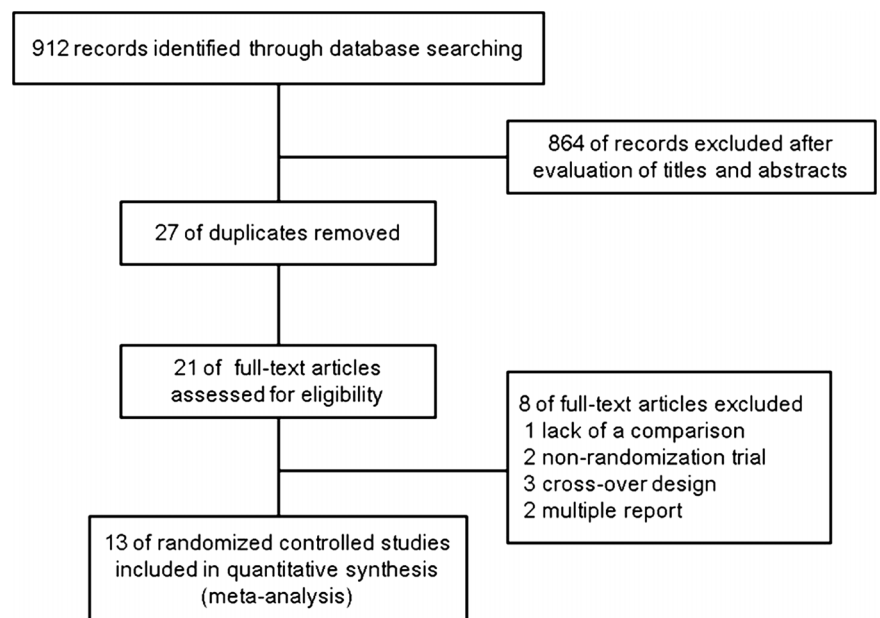 912 records identified through database searching
864 of records excluded after
evaluation of titles and abstracts
27 of duplicates removed
21 of full-text articles
assessed for eligibility
8 of full-text articles excluded
1 lack of a comparison
2 non-randomization trial
3 cross-over design
2 multiple report
13 of randomized controlled studies
included in quantitative synthesis
(meta-analysis)